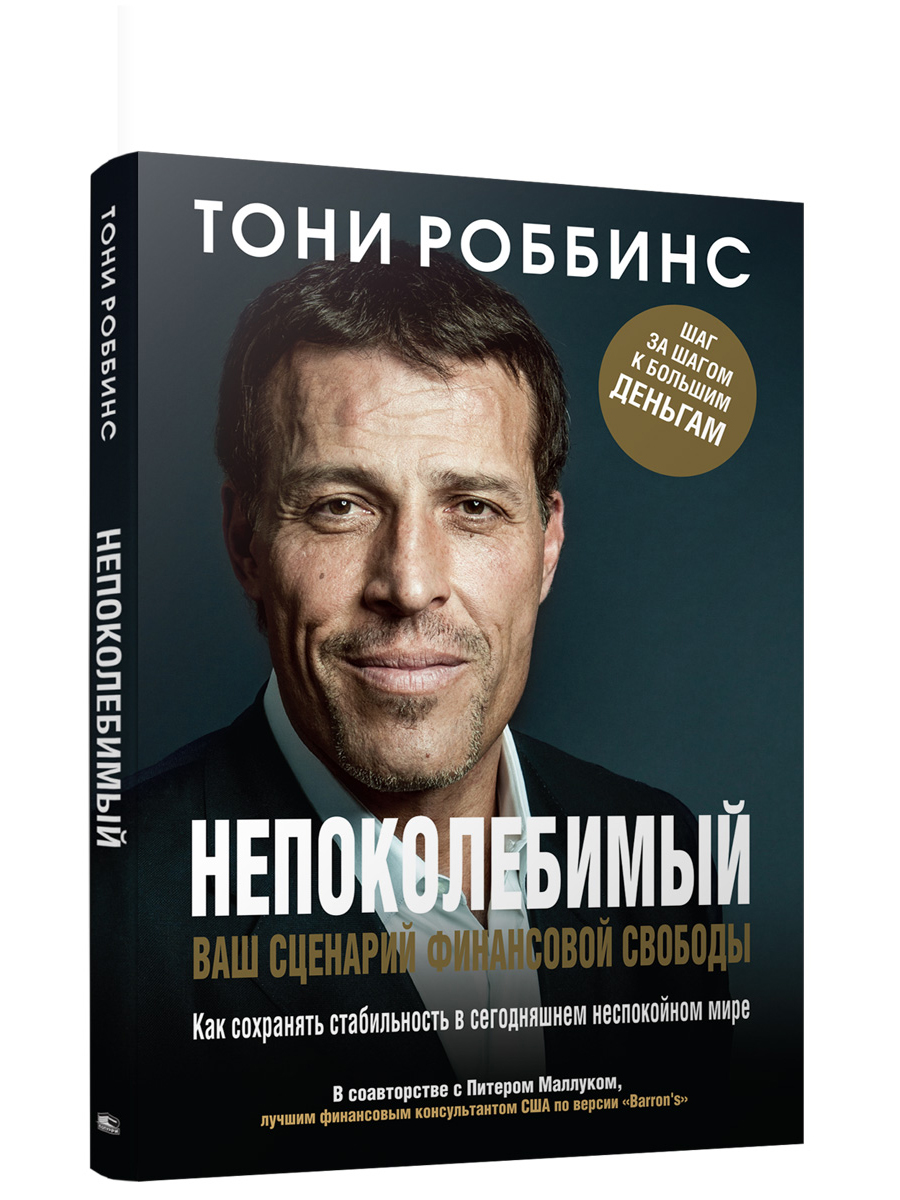 ТОНИ РОББИНС
ШАГ
ЗА ШАГОМ
К БОЛЬШИМ
ДЕНЬГАМ
НЕПОКОЛЕБИМЫЙ
ВАШ СЦЕНАРИЙ ФИНАНСОВОЙ СВОБОДЫ
Как сохранять стабильность в сегодняшнем неспокойном мире
В соавторстве с Питером Маллуком,
лучшим финансовым консультантом США по версии «Barron's»
ТОНИ РОББИНС
НЕПОКОЛЕБИМЫЙ